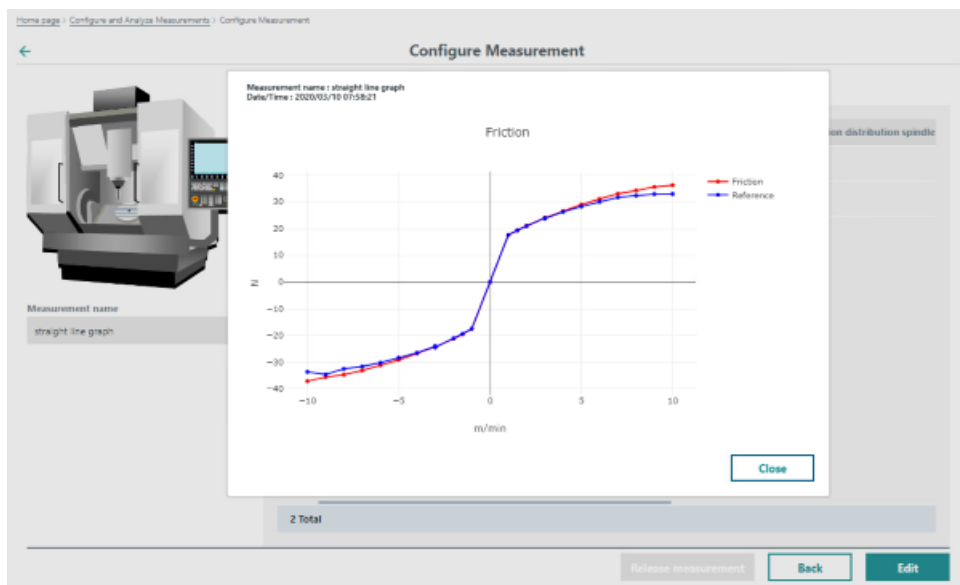 Home page > Configure and Analyze Measurements > Configure Measurement
←
Configure Measurement
Measurement name : straight line graph
Date/Time : 2020/03/10 07:58:21
on distribution spindle
Friction
40
30
20
10
0
−10
−20
−30
−40
N
−10
−5
0
5
10
m/min
Friction
Reference
Measurement name
straight line graph
Close
2 Total
Release measurement
Back
Edit